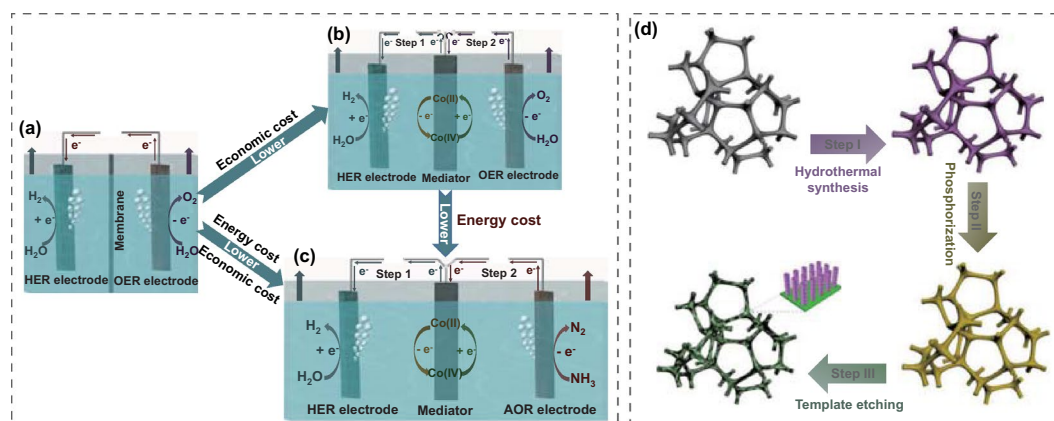 (a)
e-
e-
H2
+ e-
H2O
Membrane
O2
- e-
H2O
HER electrode
OER electrode
Economic cost
Lower
Energy cost
Lower
Economic cost
(b)
e-
Step 1
e-
e-
Step 2
e-
H2
+ e-
H2O
Co(II)
- e-
+ e-
Co(IV)
O2
- e-
H2O
HER electrode
Mediator
OER electrode
Lower
Energy cost
(c)
e-
Step 1
e-
e-
Step 2
e-
H2
+ e-
H2O
Co(II)
- e-
+ e-
Co(IV)
N2
- e-
NH3
HER electrode
Mediator
AOR electrode
(d)
Step I
Hydrothermal
synthesis
Step II
Phosphorization
Step III
Template etching